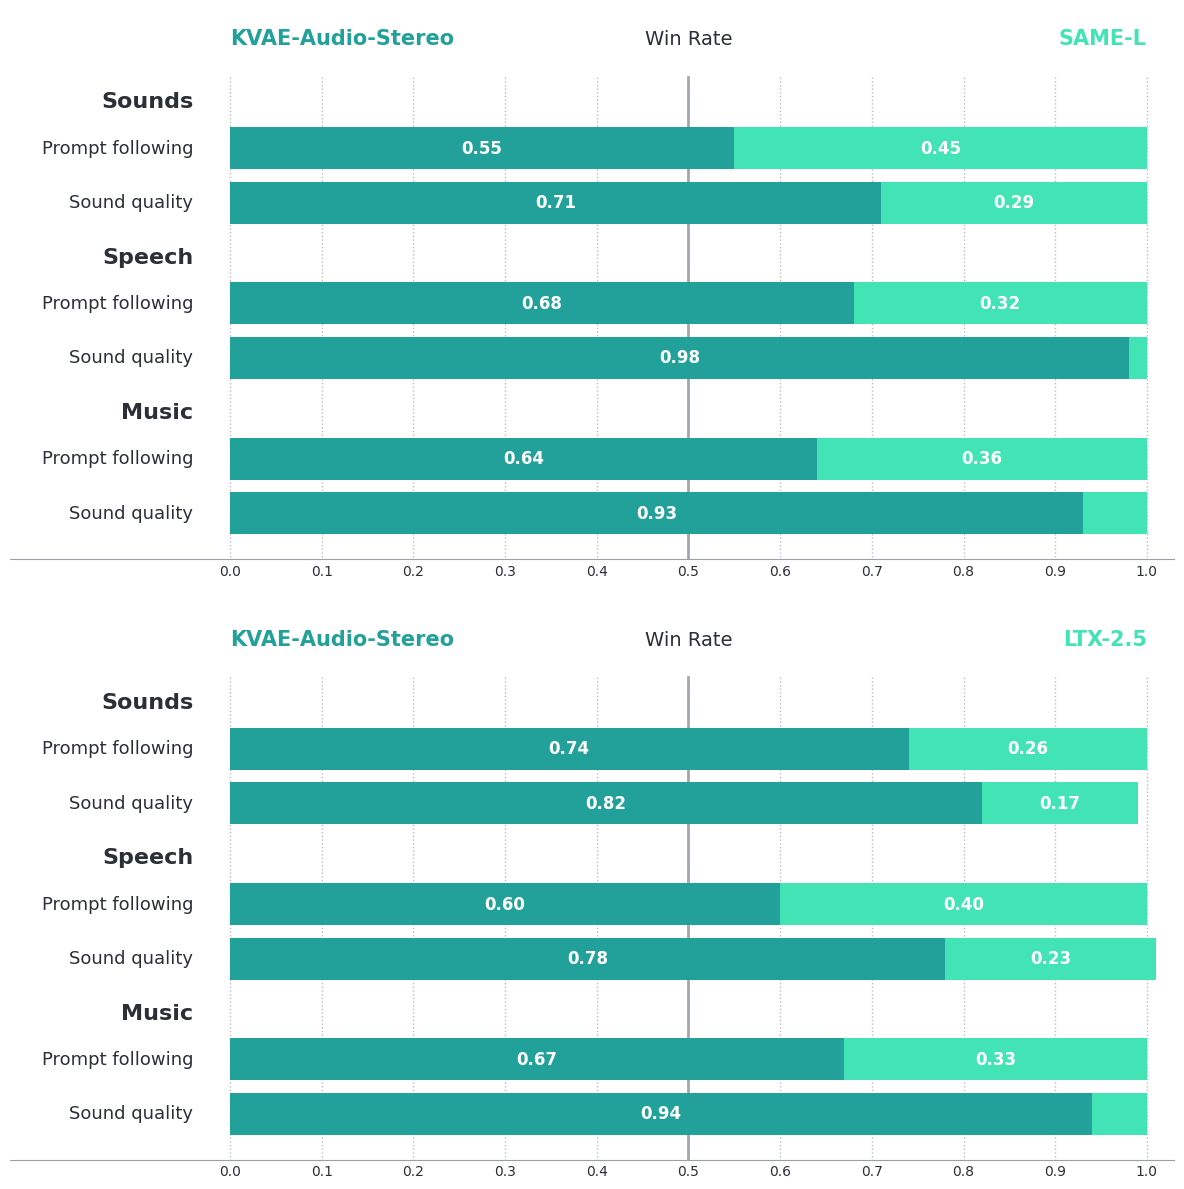 KVAE-Audio-Stereo Win Rate SAME-L
Sounds
Prompt following 0.55 0.45
Sound quality 0.71 0.29
Speech
Prompt following 0.68 0.32
Sound quality 0.98
Music
Prompt following 0.64 0.36
Sound quality 0.93
0.0 0.1 0.2 0.3 0.4 0.5 0.6 0.7 0.8 0.9 1.0
KVAE-Audio-Stereo Win Rate LTX-2.5
Sounds
Prompt following 0.74 0.26
Sound quality 0.82 0.17
Speech
Prompt following 0.60 0.40
Sound quality 0.78 0.23
Music
Prompt following 0.67 0.33
Sound quality 0.94
0.0 0.1 0.2 0.3 0.4 0.5 0.6 0.7 0.8 0.9 1.0